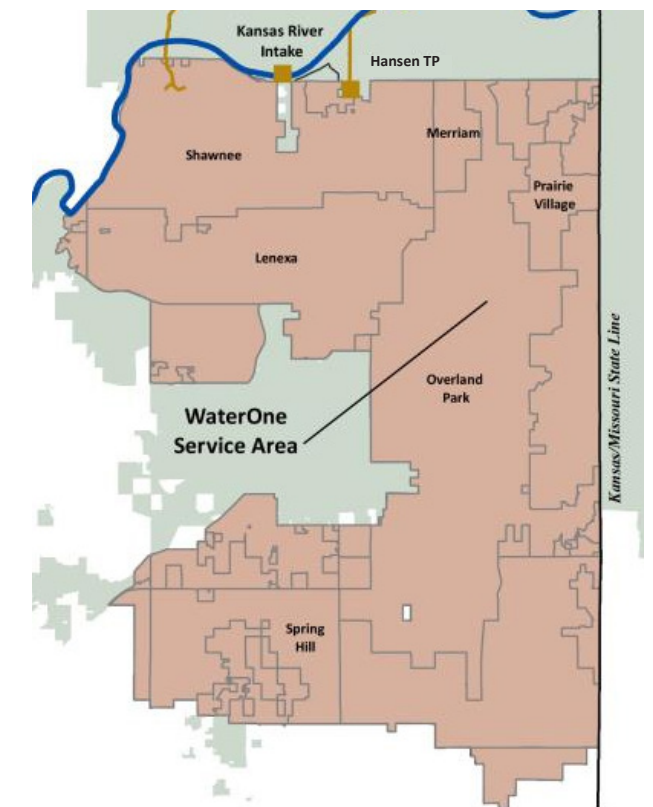 Kansas River
Intake
Hansen TP
Merriam
Shawnee
Prairie
Village
Lenexa
Overland
Park
WaterOne
Service Area
Kansas/Missouri State Line
Spring
Hill